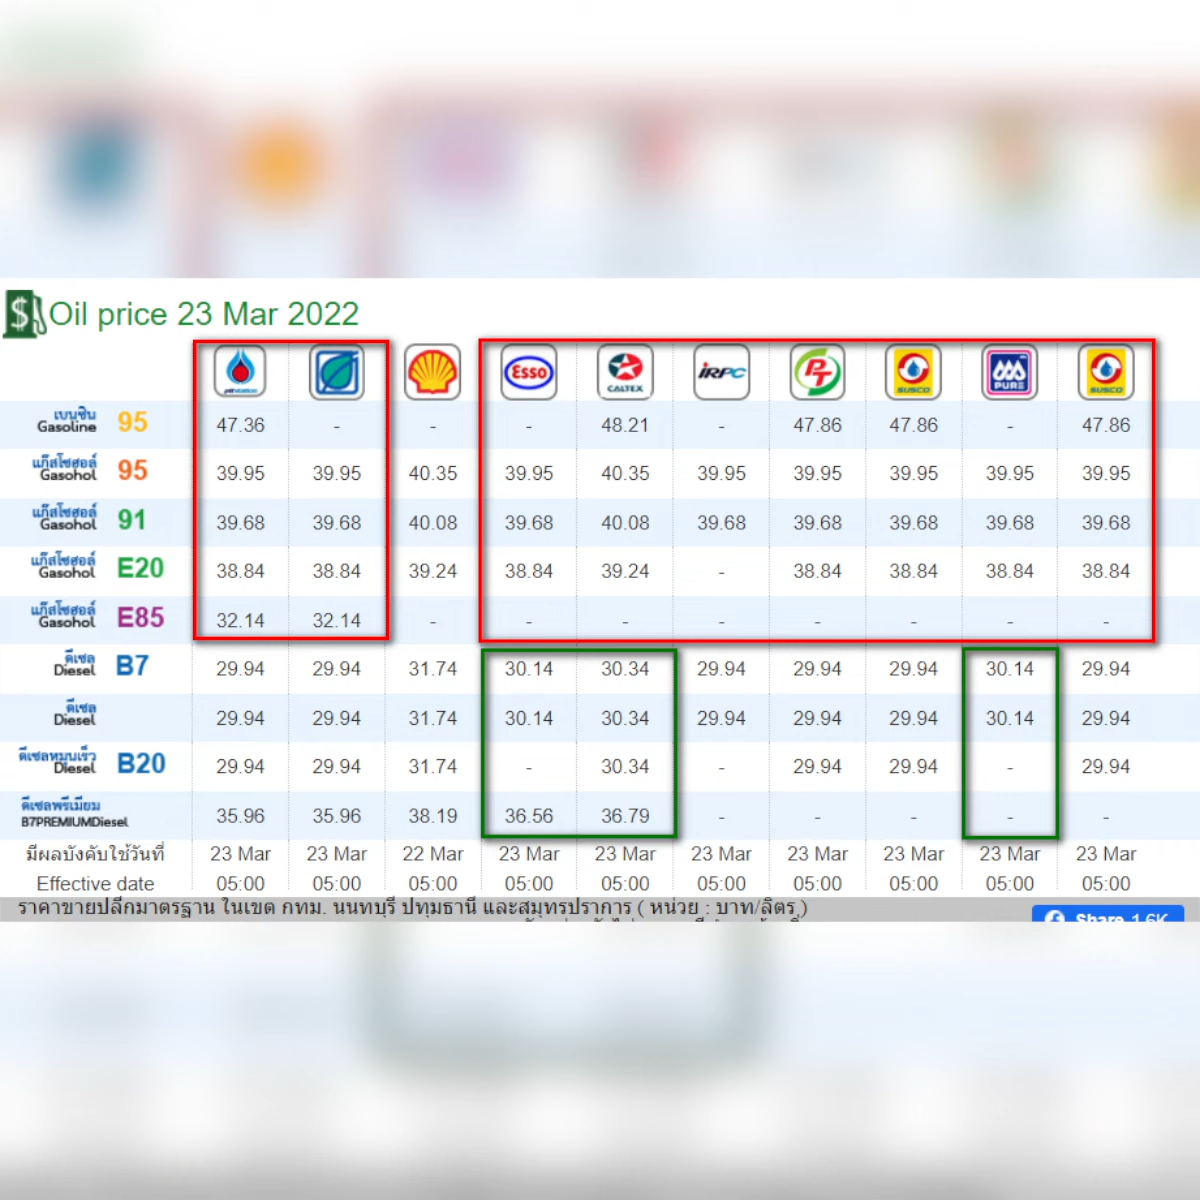 $ Oil price 23 Mar 2022
Esso CALTEX IRPC PT SUSCO PURE SUSCO
เบนซิน
Gasoline 95 47.36 - - - 48.21 - 47.86 47.86 - 47.86
แก๊สโซฮอล์
Gasohol 95 39.95 39.95 40.35 39.95 40.35 39.95 39.95 39.95 39.95 39.95
แก๊สโซฮอล์
Gasohol 91 39.68 39.68 40.08 39.68 40.08 39.68 39.68 39.68 39.68 39.68
แก๊สโซฮอล์
Gasohol E20 38.84 38.84 39.24 38.84 39.24 - 38.84 38.84 38.84 38.84
แก๊สโซฮอล์
Gasohol E85 32.14 32.14 - - - - - - - -
ดีเซล
Diesel B7 29.94 29.94 31.74 30.14 30.34 29.94 29.94 29.94 30.14 29.94
ดีเซล
Diesel 29.94 29.94 31.74 30.14 30.34 29.94 29.94 29.94 30.14 29.94
ดีเซลหมุนเร็ว
Diesel B20 29.94 29.94 31.74 - 30.34 - 29.94 29.94 - 29.94
ดีเซลพรีเมียม
B7PREMIUMDiesel 35.96 35.96 38.19 36.56 36.79 - - - - -
มีผลบังคับใช้วันที่ 23 Mar 23 Mar 22 Mar 23 Mar 23 Mar 23 Mar 23 Mar 23 Mar 23 Mar 23 Mar
Effective date 05:00 05:00 05:00 05:00 05:00 05:00 05:00 05:00 05:00 05:00
ราคาขายปลีกมาตรฐาน ในเขต กทม. นนทบุรี ปทุมธานี และสมุทรปราการ ( หน่วย : บาท/ลิตร )
Share 1.6K